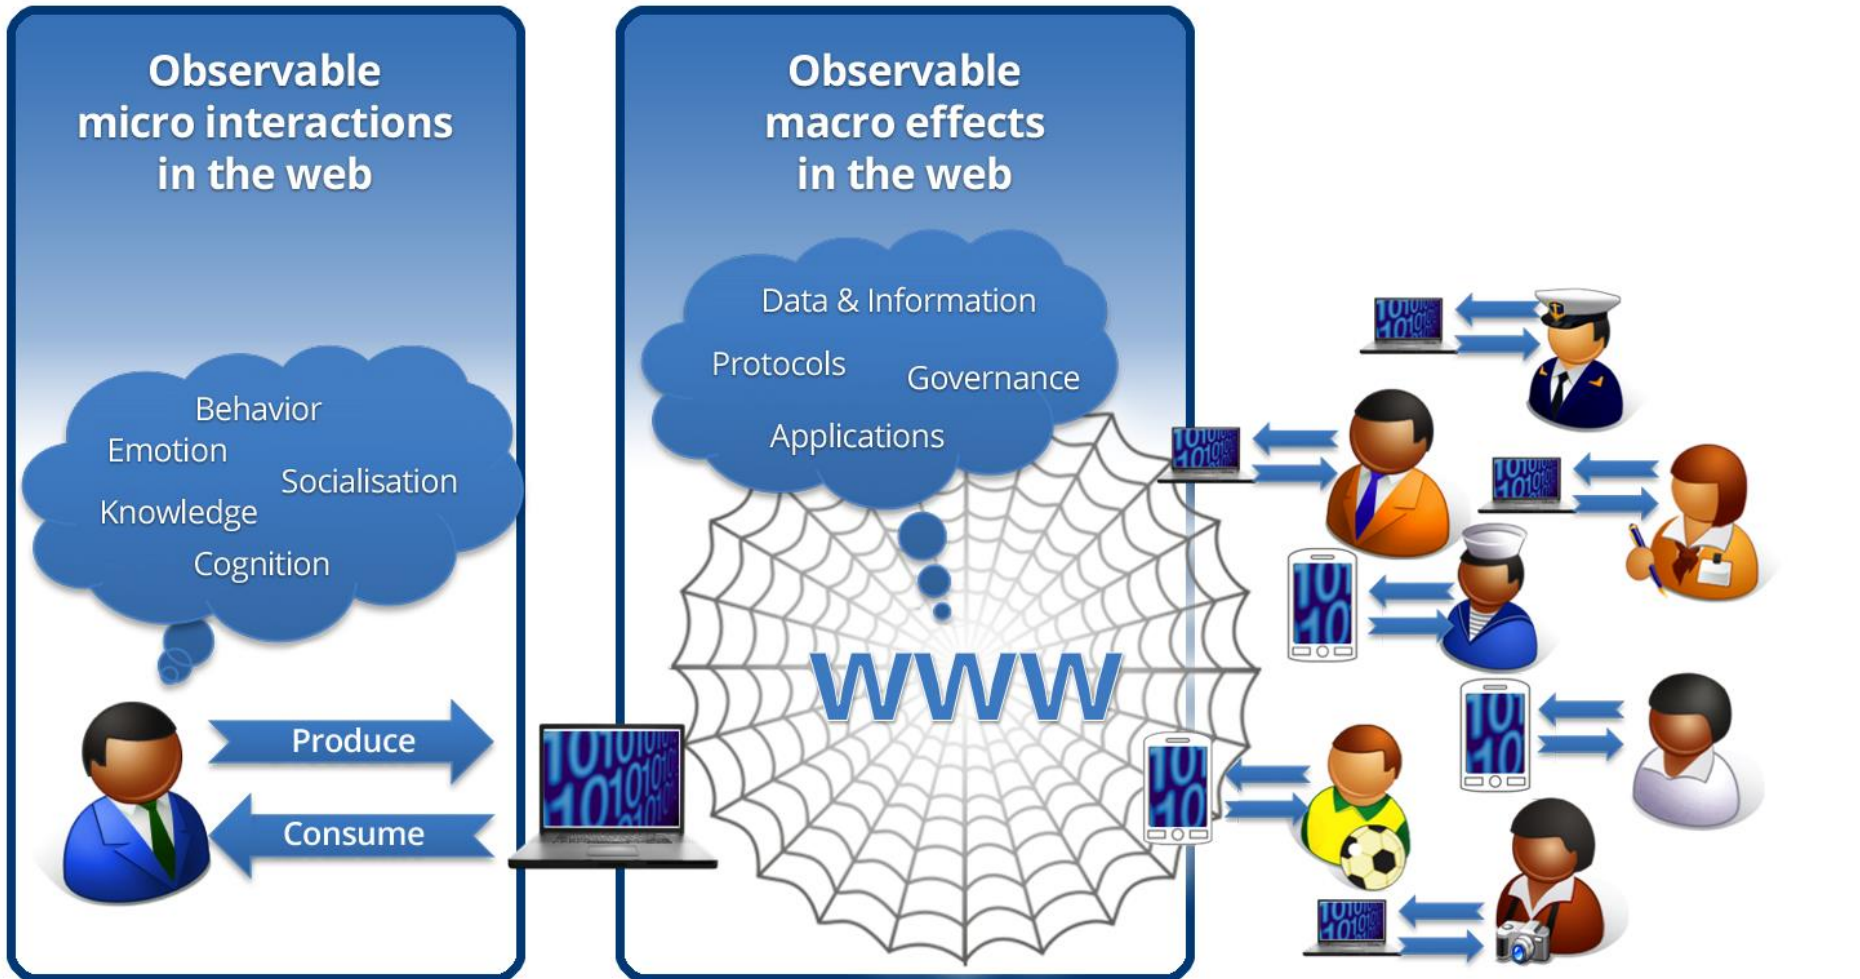 Observable
micro interactions
in the web
Behavior
Emotion
Socialisation
Knowledge
Cognition
Produce
Consume
Observable
macro effects
in the web
Data & Information
Protocols
Governance
Applications
www